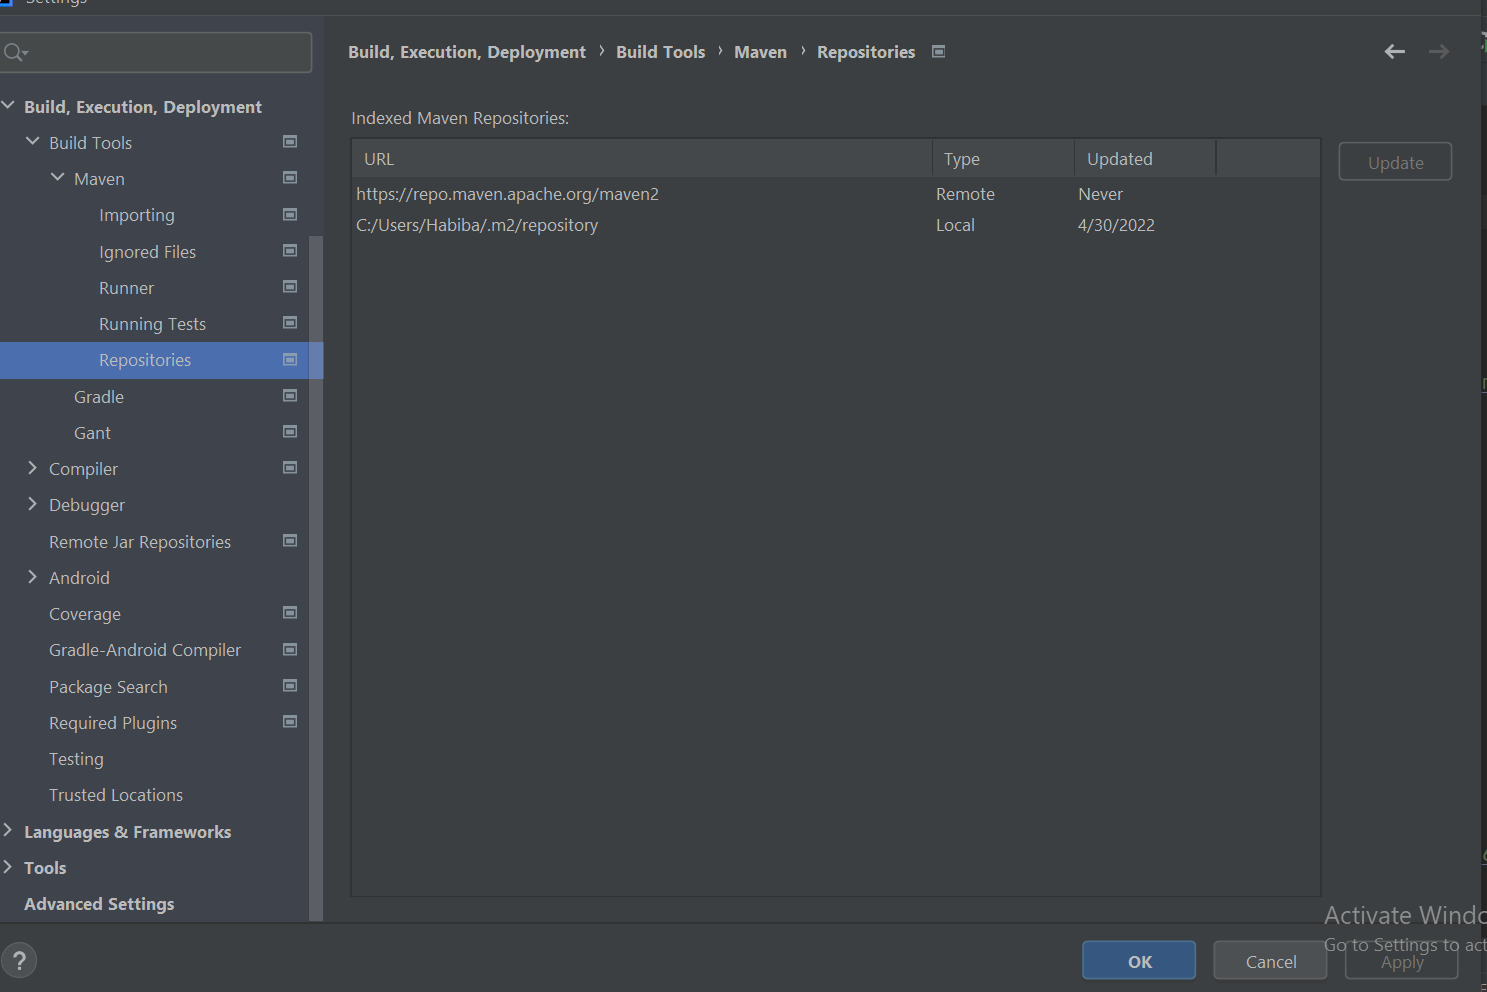 Settings
Build, Execution, Deployment › Build Tools › Maven › Repositories
Build, Execution, Deployment
Build Tools
Maven
Importing
Ignored Files
Runner
Running Tests
Repositories
Gradle
Gant
Compiler
Debugger
Remote Jar Repositories
Android
Coverage
Gradle-Android Compiler
Package Search
Required Plugins
Testing
Trusted Locations
Languages & Frameworks
Tools
Advanced Settings
Indexed Maven Repositories:
URL Type Updated
https://repo.maven.apache.org/maven2 Remote Never
C:/Users/Habiba/.m2/repository Local 4/30/2022
Update
Activate Windo
Go to Settings to act
?
OK Cancel Apply